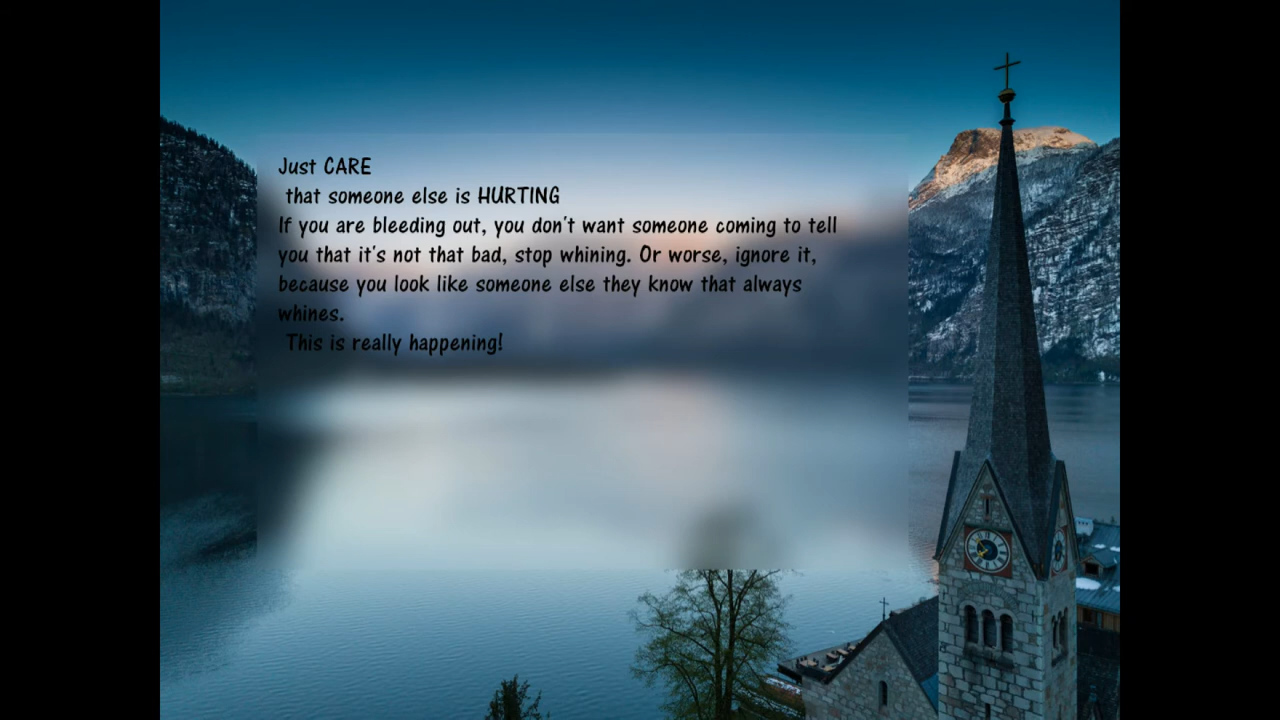 Just CARE
that someone else is HURTING
If you are bleeding out, you don't want someone coming to tell
you that it's not that bad, stop whining. Or worse, ignore it,
because you look like someone else they know that always
whines.
This is really happening!